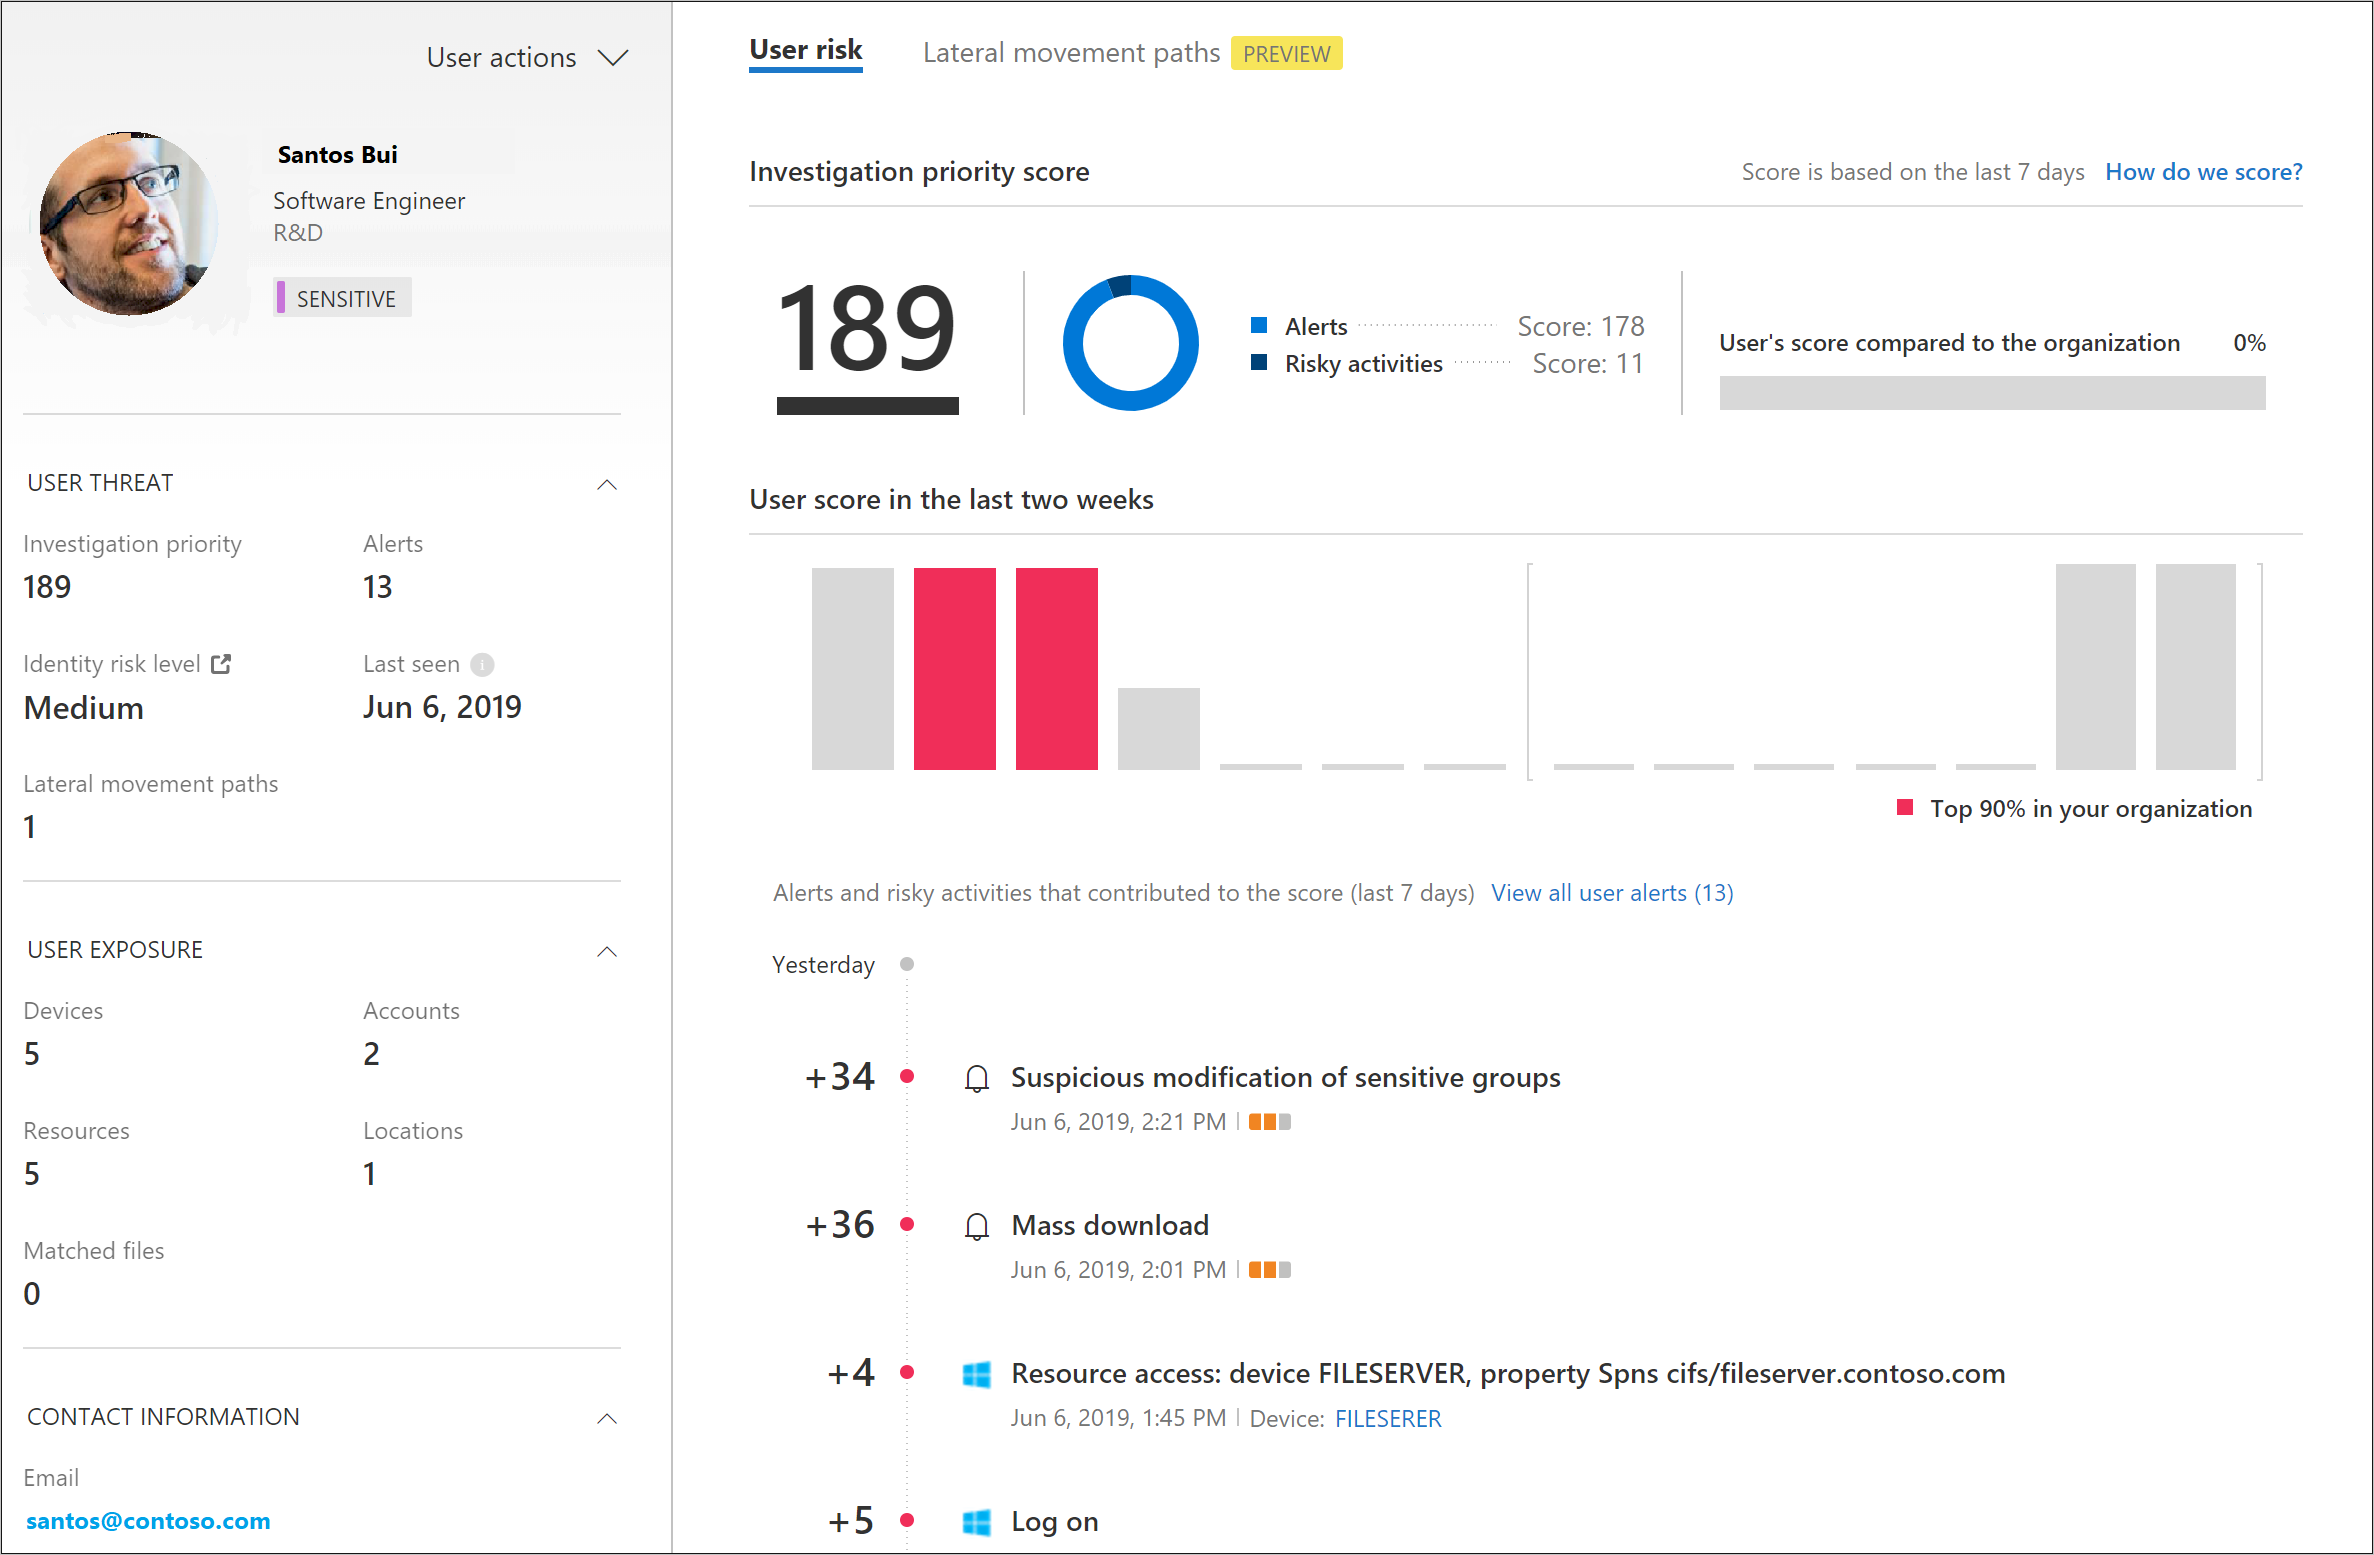 User actions
Santos Bui
Software Engineer
R&D
SENSITIVE
USER THREAT
Investigation priority
Alerts
189
13
Identity risk level
Last seen
Medium
Jun 6, 2019
Lateral movement paths
1
USER EXPOSURE
Devices
Accounts
5
2
Resources
Locations
5
1
Matched files
0
CONTACT INFORMATION
Email
santos@contoso.com
User risk
Lateral movement paths PREVIEW
Investigation priority score
Score is based on the last 7 days How do we score?
189
Alerts Score: 178
Risky activities Score: 11
User's score compared to the organization 0%
User score in the last two weeks
Top 90% in your organization
Alerts and risky activities that contributed to the score (last 7 days) View all user alerts (13)
Yesterday
+34 Suspicious modification of sensitive groups
Jun 6, 2019, 2:21 PM
+36 Mass download
Jun 6, 2019, 2:01 PM
+4 Resource access: device FILESERVER, property Spns cifs/fileserver.contoso.com
Jun 6, 2019, 1:45 PM Device: FILESERER
+5 Log on